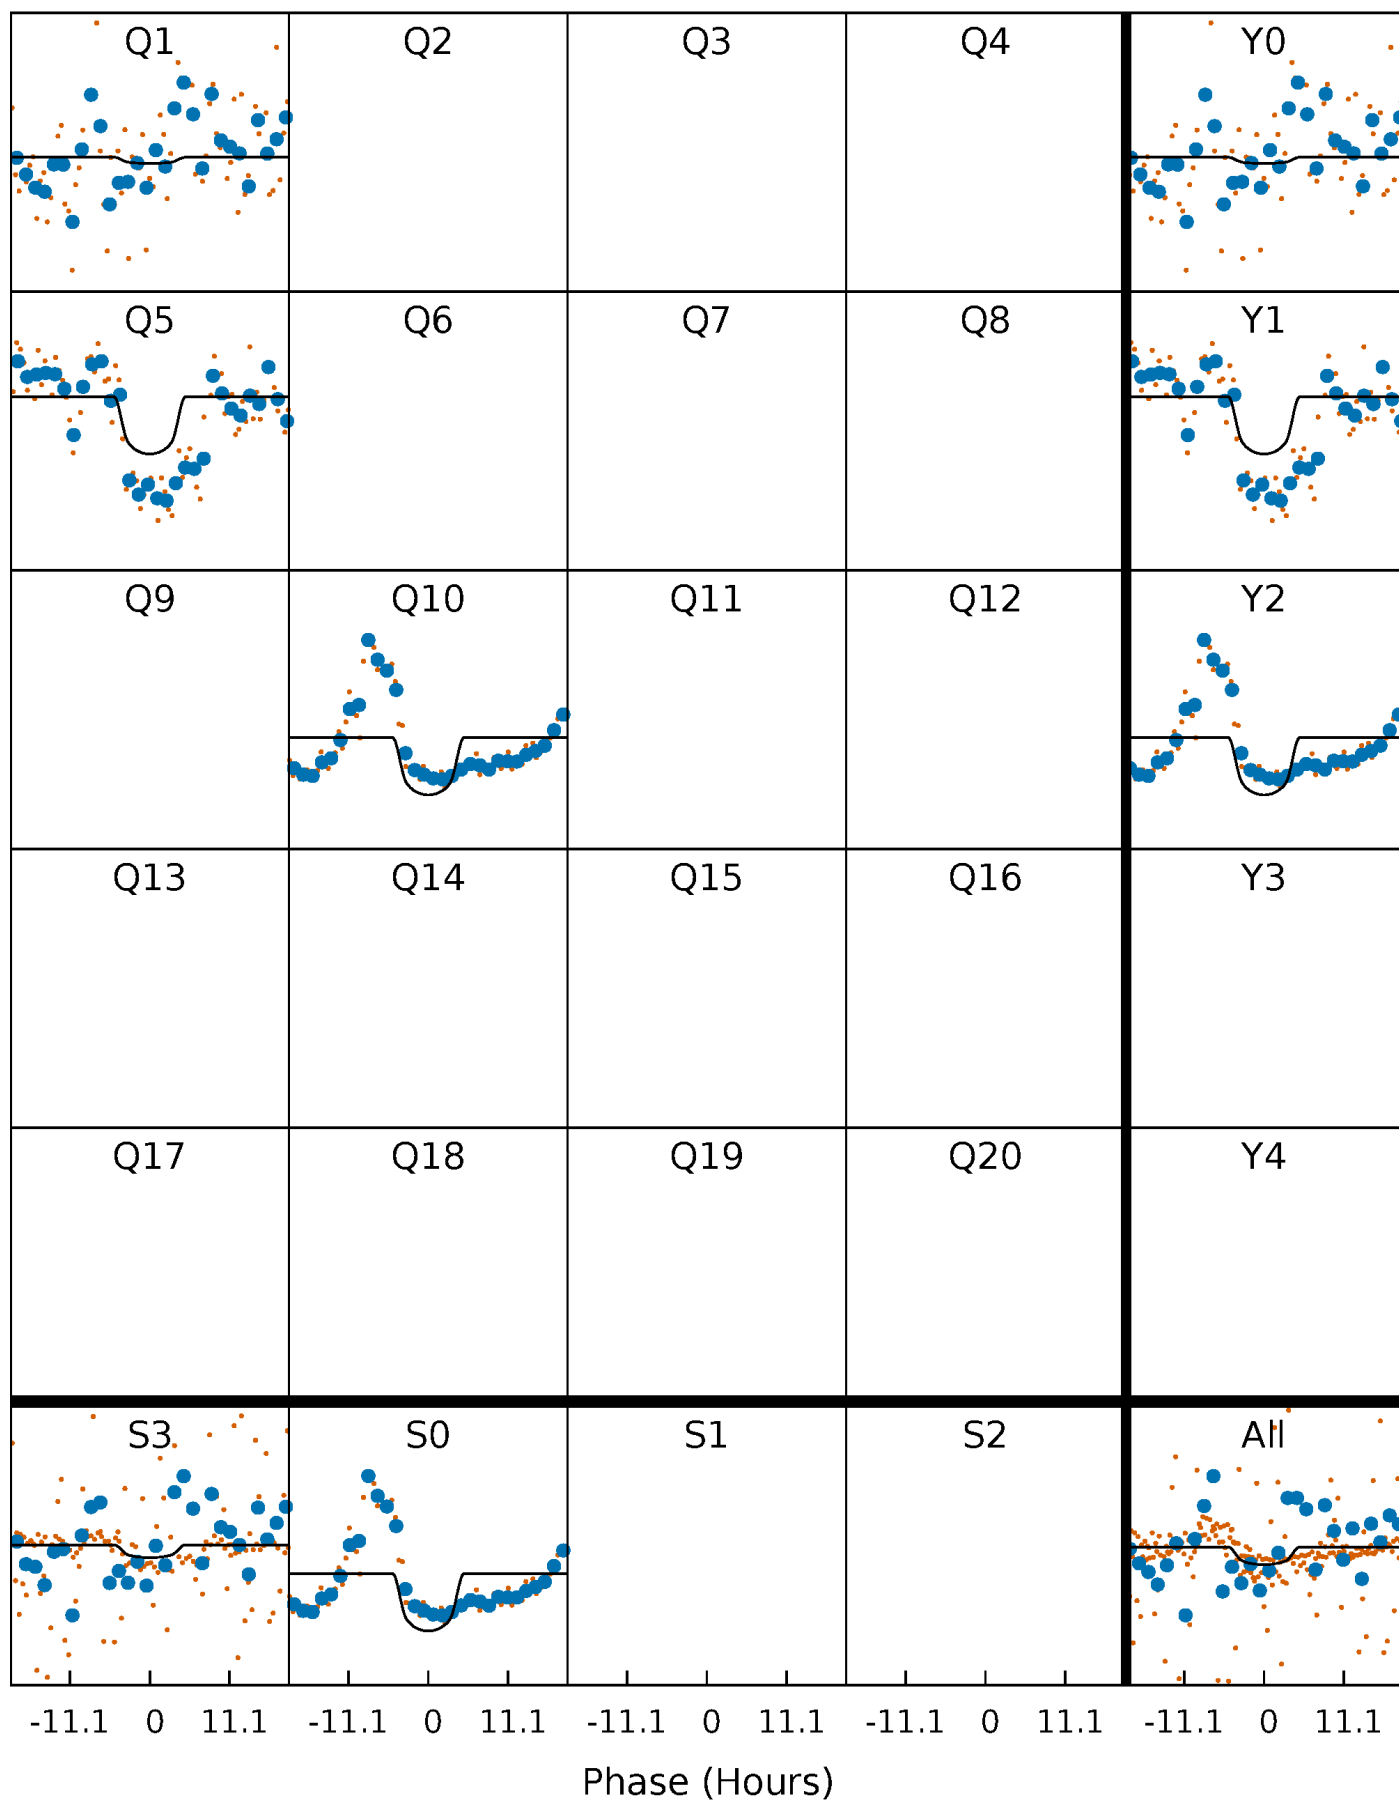 Q1 Q2 Q3 Q4 Y0
Q5 Q6 Q7 Q8 Y1
Q9 Q10 Q11 Q12 Y2
Q13 Q14 Q15 Q16 Y3
Q17 Q18 Q19 Q20 Y4
S3 S0 S1 S2 All
-11.1 0 11.1 -11.1 0 11.1 -11.1 0 11.1 -11.1 0 11.1 -11.1 0 11.1
Phase (Hours)